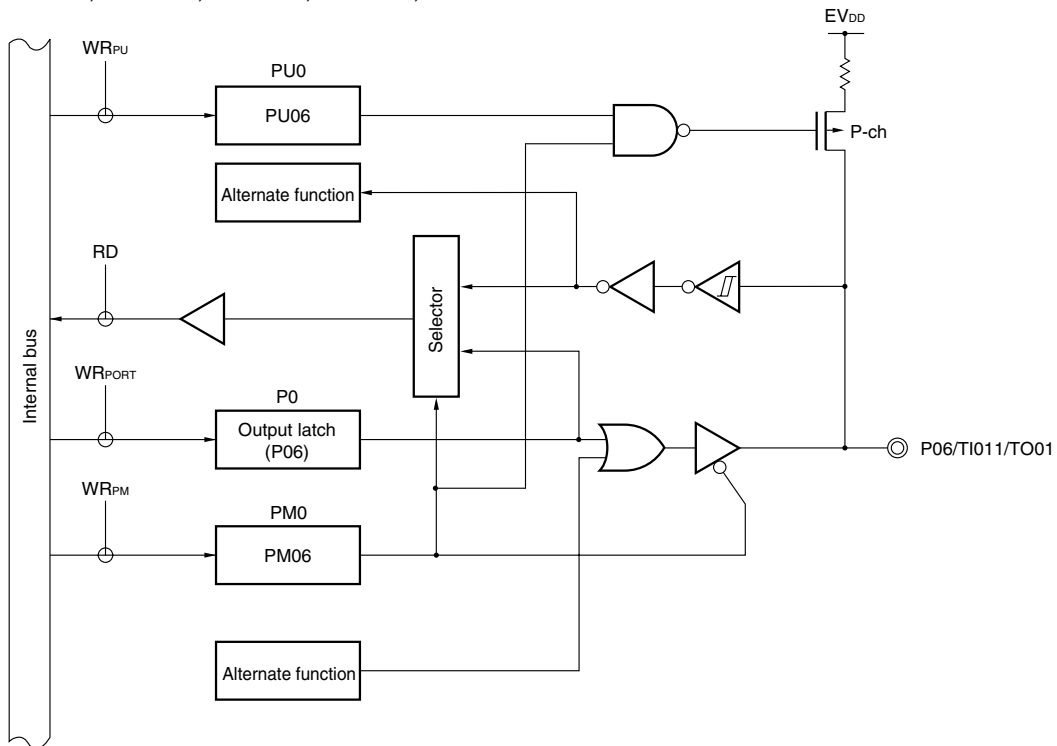 EVDD
WRPU
PU0
PU06
P-ch
Alternate function
RD
Selector
Internal bus
WRPORT
P0
Output latch
(P06)
P06/TI011/TO01
WRPM
PM0
PM06
Alternate function